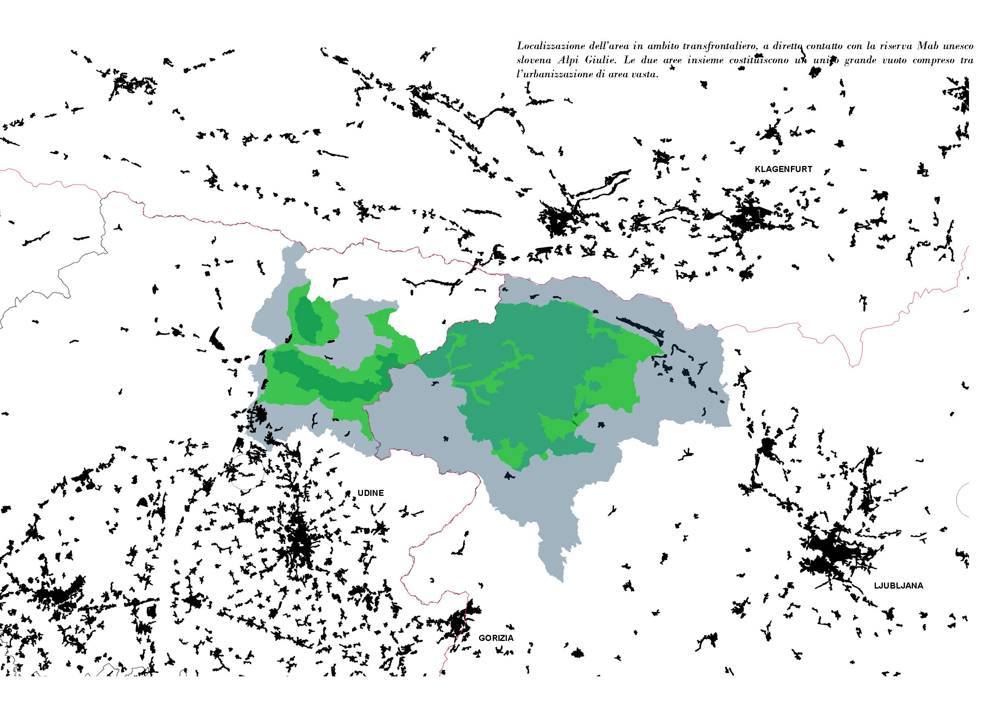 Localizzazione dell'area in ambito transfrontaliero, a diretto contatto con la riserva Mab unesco
slovena Alpi Giulie. Le due aree insieme costituiscono un unico grande vuoto compreso tra
l'urbanizzazione di area vasta.
KLAGENFURT
UDINE
LJUBLJANA
GORIZIA